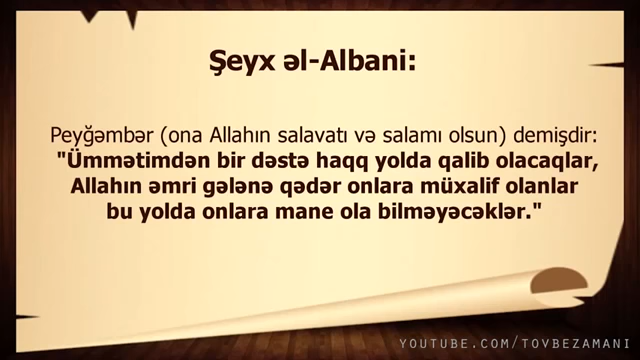 Şeyx əl-Albani:
Peyğəmbər (ona Allahın salavatı və salamı olsun) demişdir:
"Ümmətimdən bir dəstə haqq yolda qalib olacaqlar,
Allahın əmri gələnə qədər onlara müxalif olanlar
bu yolda onlara mane ola bilməyəcəklər."
YOUTUBE.COM/TOVBEZAMANI